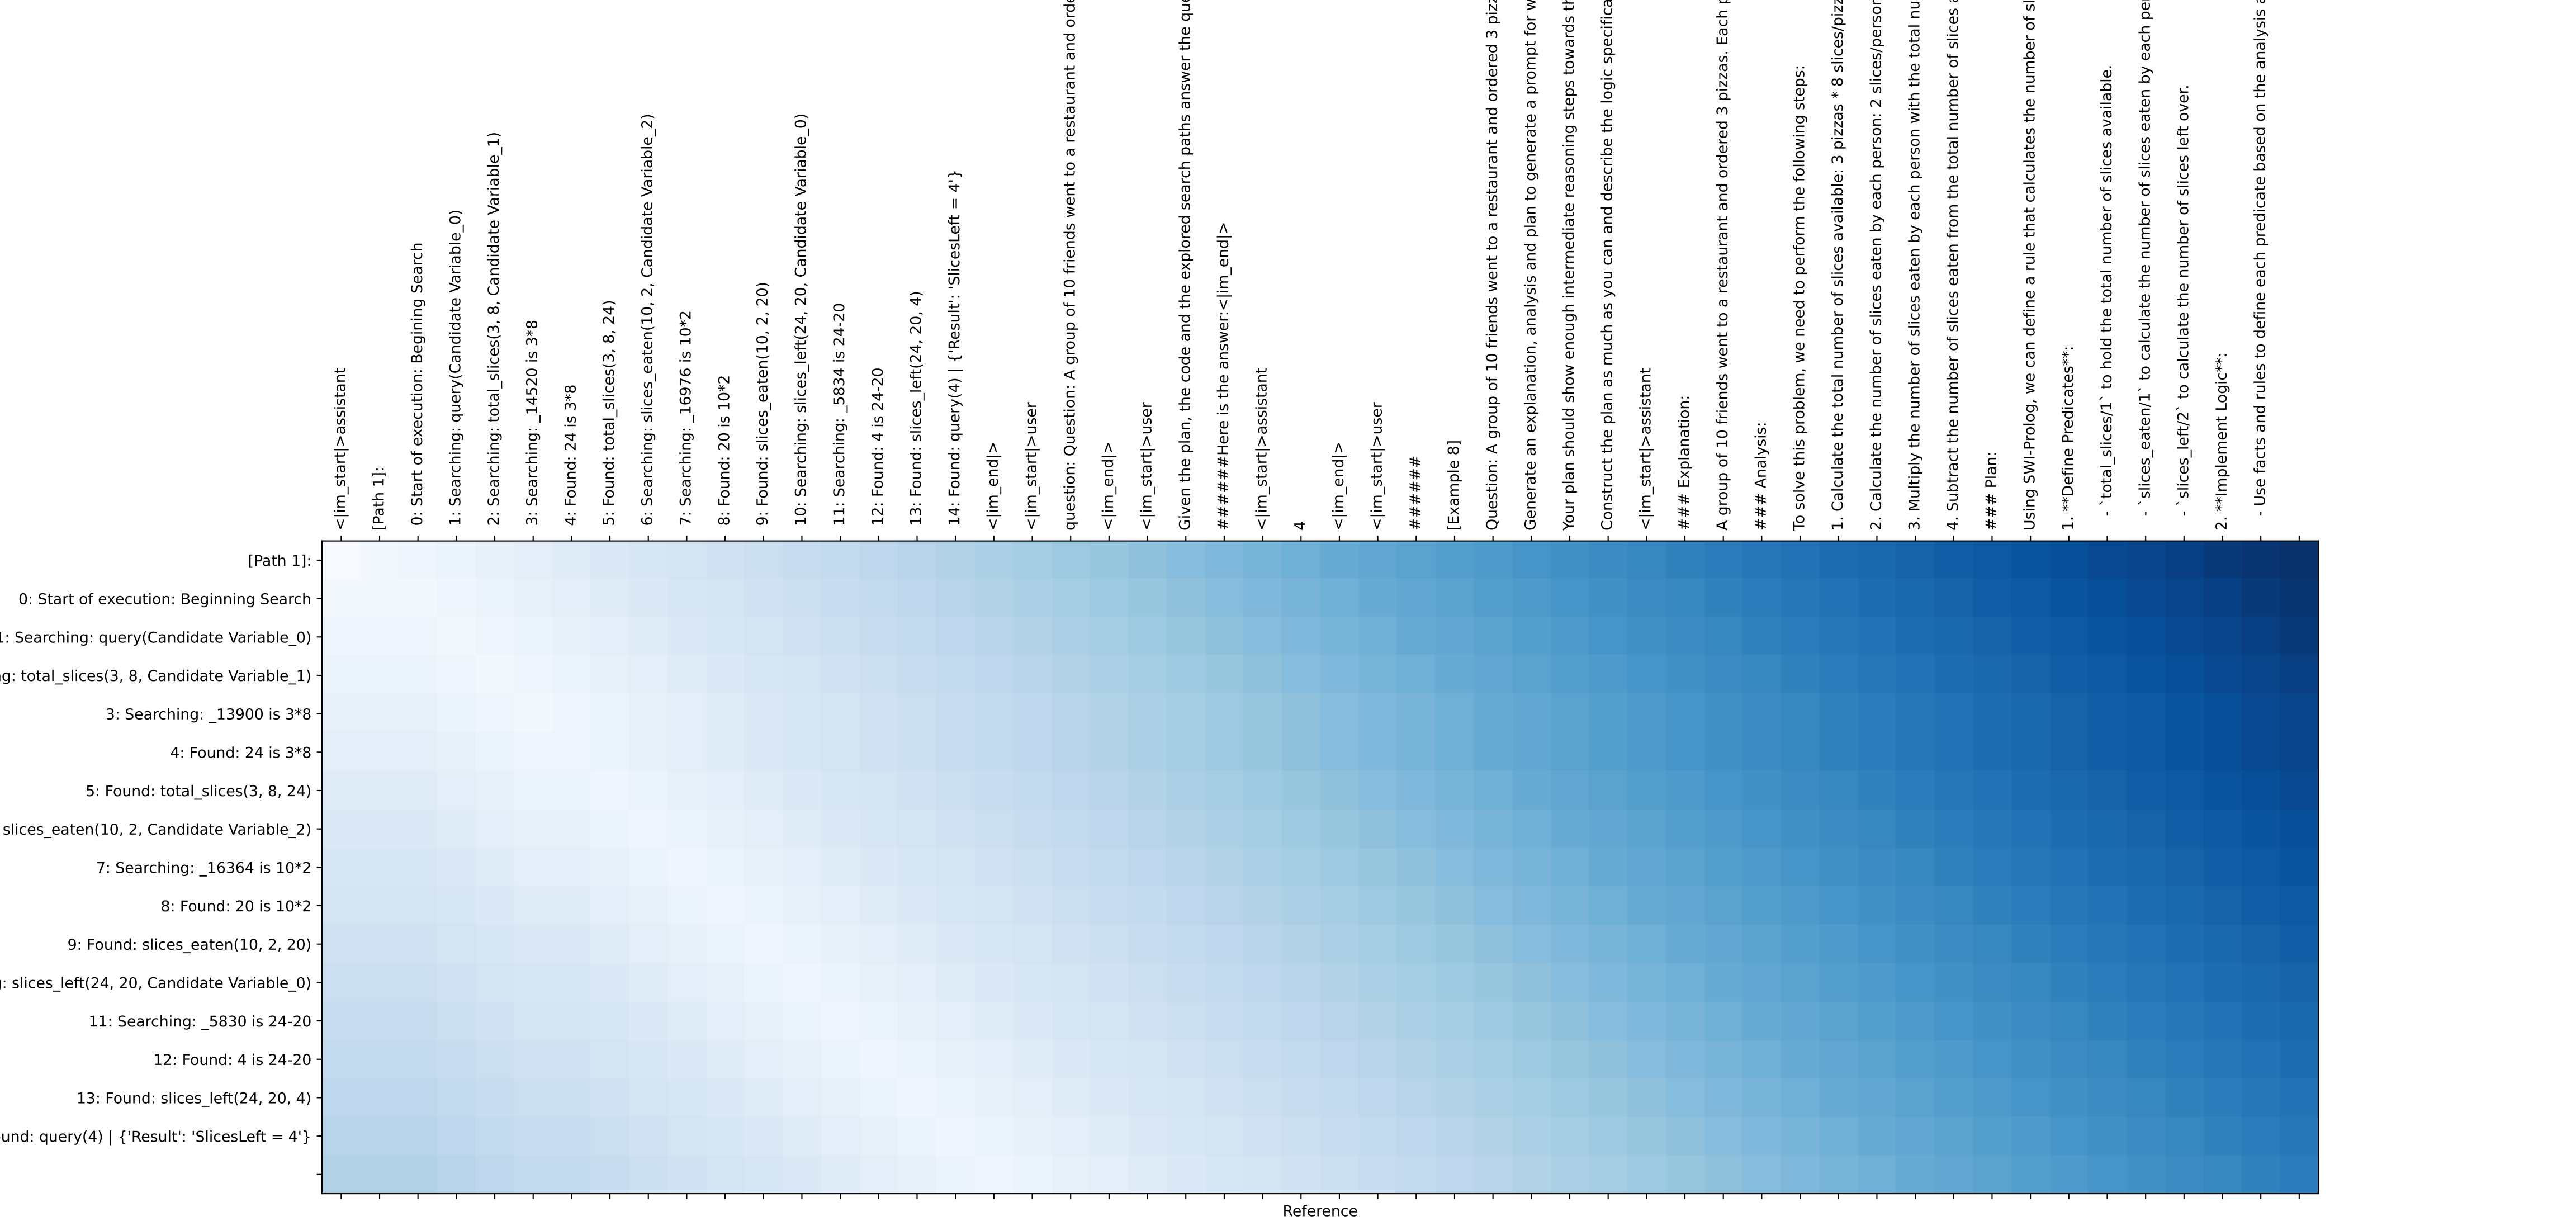 <|im_start|>assistant
[Path 1]:
0: Start of execution: Begining Search
1: Searching: query(Candidate Variable_0)
2: Searching: total_slices(3, 8, Candidate Variable_1)
3: Searching: _14520 is 3*8
4: Found: 24 is 3*8
5: Found: total_slices(3, 8, 24)
6: Searching: slices_eaten(10, 2, Candidate Variable_2)
7: Searching: _16976 is 10*2
8: Found: 20 is 10*2
9: Found: slices_eaten(10, 2, 20)
10: Searching: slices_left(24, 20, Candidate Variable_0)
11: Searching: _5834 is 24-20
12: Found: 4 is 24-20
13: Found: slices_left(24, 20, 4)
14: Found: query(4) | {'Result': 'SlicesLeft = 4'}
<|im_end|>
<|im_start|>user
question: Question: A group of 10 friends went to a restaurant and
<|im_end|>
<|im_start|>user
Given the plan, the code and the explored search paths answer the
######Here is the answer:<|im_end|>
<|im_start|>assistant
4
<|im_end|>
<|im_start|>user
######
[Example 8]
Question: A group of 10 friends went to a restaurant and ordered 3
Generate an explanation, analysis and plan to generate a prompt for
Your plan should show enough intermediate reasoning steps towards
Construct the plan as much as you can and describe the logic
<|im_start|>assistant
### Explanation:
A group of 10 friends went to a restaurant and ordered 3 pizzas. Each
### Analysis:
To solve this problem, we need to perform the following steps:
1. Calculate the total number of slices available: 3 pizzas * 8
2. Calculate the number of slices eaten by each person: 2 slices/person
3. Multiply the number of slices eaten by each person with the total
4. Subtract the number of slices eaten from the total number of slices
### Plan:
Using SWI-Prolog, we can define a rule that calculates the number of
1. **Define Predicates**:
- `total_slices/1` to hold the total number of slices available.
- `slices_eaten/1` to calculate the number of slices eaten by each
- `slices_left/2` to calculate the number of slices left over.
2. **Implement Logic**:
- Use facts and rules to define each predicate based on the analysis
[Path 1]:
0: Start of execution: Beginning Search
1: Searching: query(Candidate Variable_0)
total_slices(3, 8, Candidate Variable_1)
3: Searching: _13900 is 3*8
4: Found: 24 is 3*8
5: Found: total_slices(3, 8, 24)
slices_eaten(10, 2, Candidate Variable_2)
7: Searching: _16364 is 10*2
8: Found: 20 is 10*2
9: Found: slices_eaten(10, 2, 20)
slices_left(24, 20, Candidate Variable_0)
11: Searching: _5830 is 24-20
12: Found: 4 is 24-20
13: Found: slices_left(24, 20, 4)
query(4) | {'Result': 'SlicesLeft = 4'}
Reference